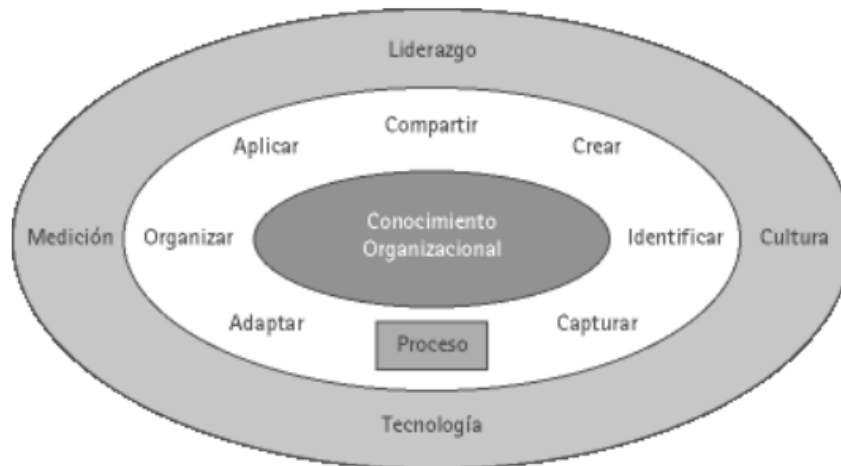 Liderazgo
Compartir
Aplicar
Crear
Conocimiento
Organizacional
Medición
Organizar
Identificar
Cultura
Adaptar
Proceso
Capturar
Tecnología